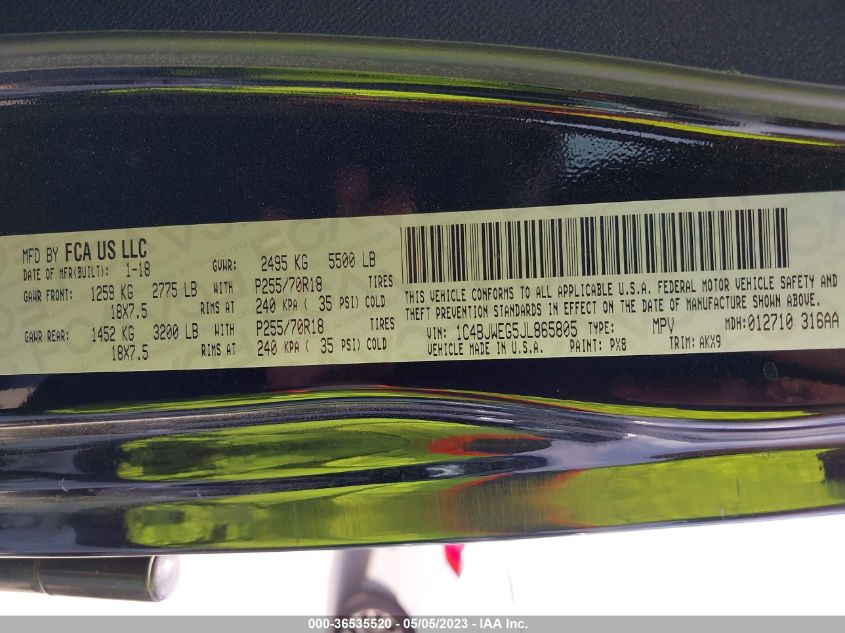 MFD BY FCA US LLC
DATE OF MFR(BUILT): 1-18 GVWR: 2495 KG 5500 LB
GAWR FRONT: 1259 KG 2775 LB WITH P255/70R18 TIRES
18X7.5 RIMS AT 240 KPA ( 35 PSI) COLD
GAWR REAR: 1452 KG 3200 LB WITH P255/70R18 TIRES
18X7.5 RIMS AT 240 KPA ( 35 PSI) COLD
THIS VEHICLE CONFORMS TO ALL APPLICABLE U.S.A. FEDERAL MOTOR VEHICLE SAFETY AND
THEFT PREVENTION STANDARDS IN EFFECT ON THE DATE OF MANUFACTURE SHOWN ABOVE.
VIN: 1C4BJWEG5JL865805 TYPE: MPV MDH:012710 316AA
VEHICLE MADE IN U.S.A. PAINT: PX8 TRIM: AKX9
000-36535520 - 05/05/2023 - IAA Inc.